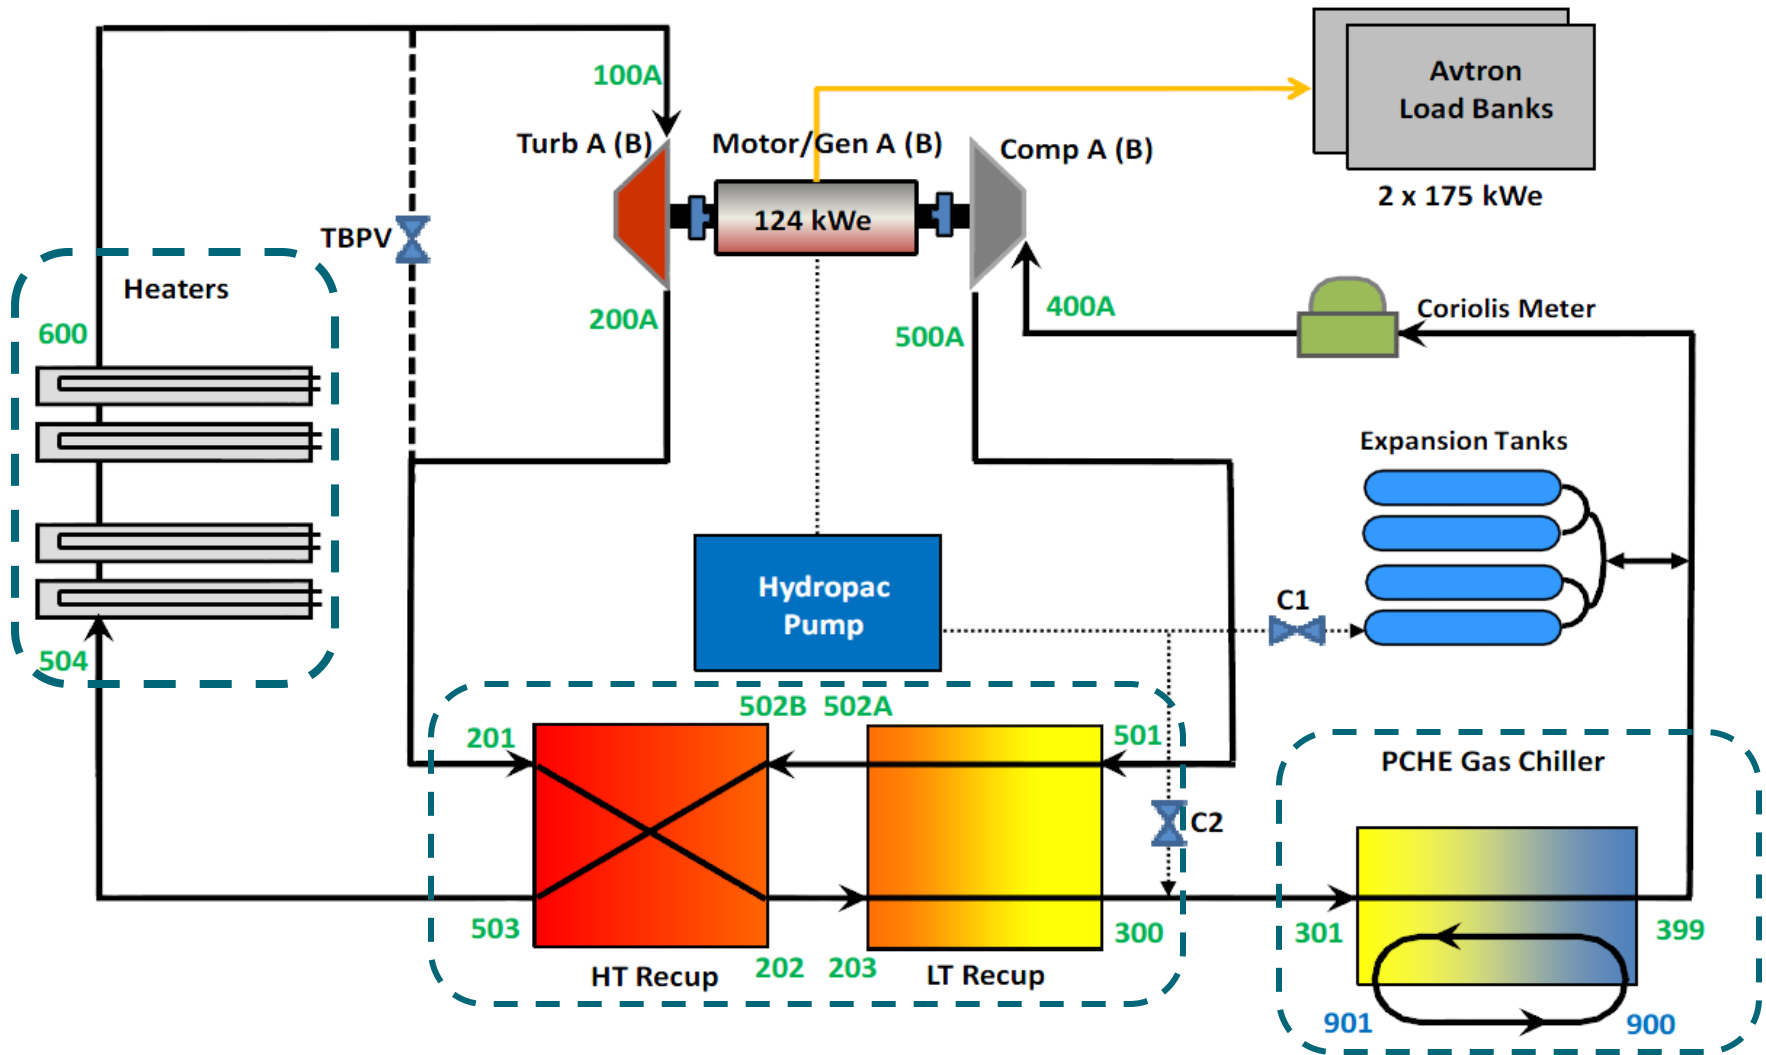 Avtron
Load Banks
2 x 175 kWe
100A
Turb A (B)
Motor/Gen A (B)
Comp A (B)
124 kWe
TBPV
Heaters
600
200A
500A
400A
Coriolis Meter
Expansion Tanks
Hydropac
Pump
C1
504
502B
502A
201
501
PCHE Gas Chiller
C2
503
300
301
399
HT Recup
202
203
LT Recup
901
900